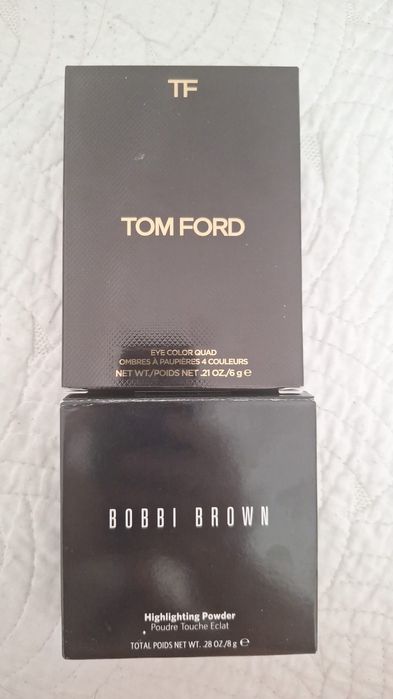 TF
TOM FORD
EYE COLOR QUAD
OMBRES À PAUPIÈRES 4 COULEURS
NET WT./POIDS NET .21 OZ./6 g ℮
BOBBI BROWN
Highlighting Powder
Poudre Touche Eclat
TOTAL POIDS NET WT. .28 OZ./8 g ℮